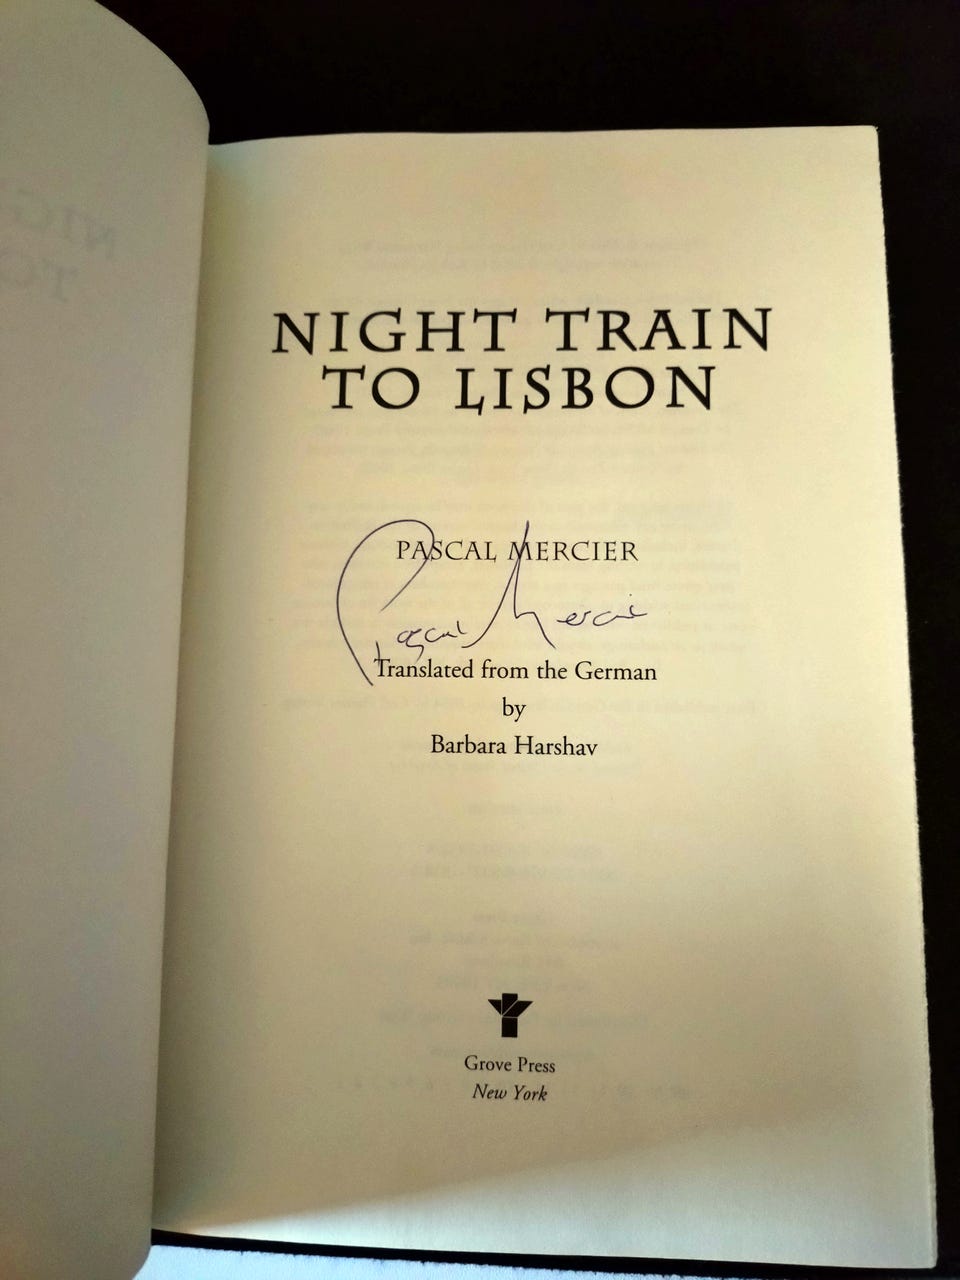 NIGHT TRAIN
TO LISBON
PASCAL MERCIER
Pascal Mercier
Translated from the German
by
Barbara Harshav
Grove Press
New York